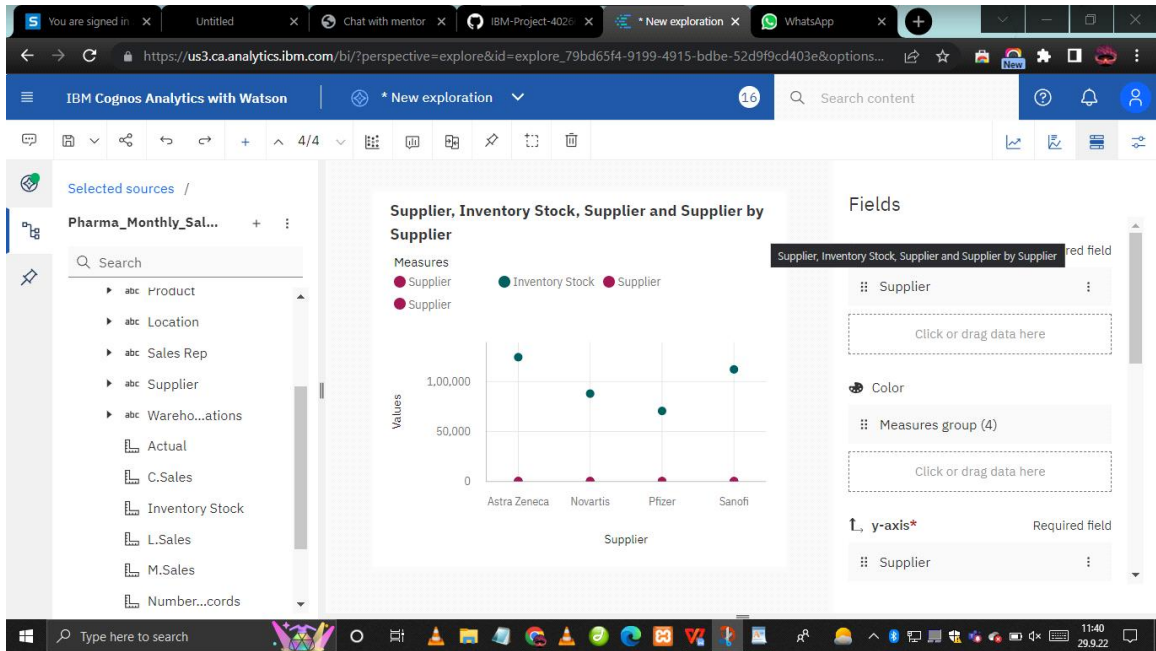 You are signed in
Untitled
Chat with mentor
IBM-Project-4026
* New exploration
WhatsApp
https://us3.ca.analytics.ibm.com/bi/?perspective=explore&id=explore_79bd65f4-9199-4915-bdbe-52d9f9cd403e&options...
New
IBM Cognos Analytics with Watson
* New exploration
16
Search content
4/4
Selected sources /
Pharma_Monthly_Sal...
Search
abc Product
abc Location
abc Sales Rep
abc Supplier
abc Wareho...ations
Actual
C.Sales
Inventory Stock
L.Sales
M.Sales
Number...cords
Supplier, Inventory Stock, Supplier and Supplier by
Supplier
Measures
Supplier Inventory Stock Supplier
Supplier
Values
1,00,000
50,000
0
Astra Zeneca Novartis Pfizer Sanofi
Supplier
Fields
Supplier, Inventory Stock, Supplier and Supplier by Supplier
red field
Supplier
Click or drag data here
Color
Measures group (4)
Click or drag data here
y-axis* Required field
Supplier
Type here to search
11:40
29.9.22